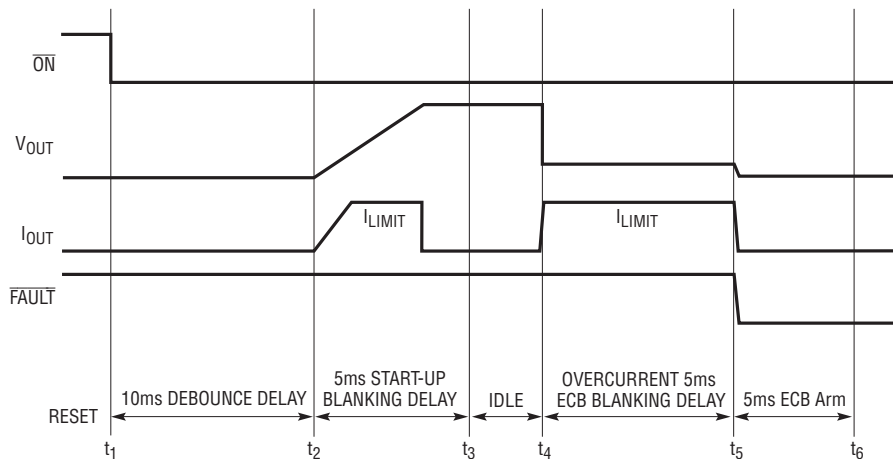 ON
VOUT
ILIMIT
ILIMIT
IOUT
FAULT
5ms START-UP
BLANKING DELAY
OVERCURRENT 5ms
ECB BLANKING DELAY
10ms DEBOUNCE DELAY
IDLE
5ms ECB Arm
RESET
t1
t2
t3
t4
t5
t6